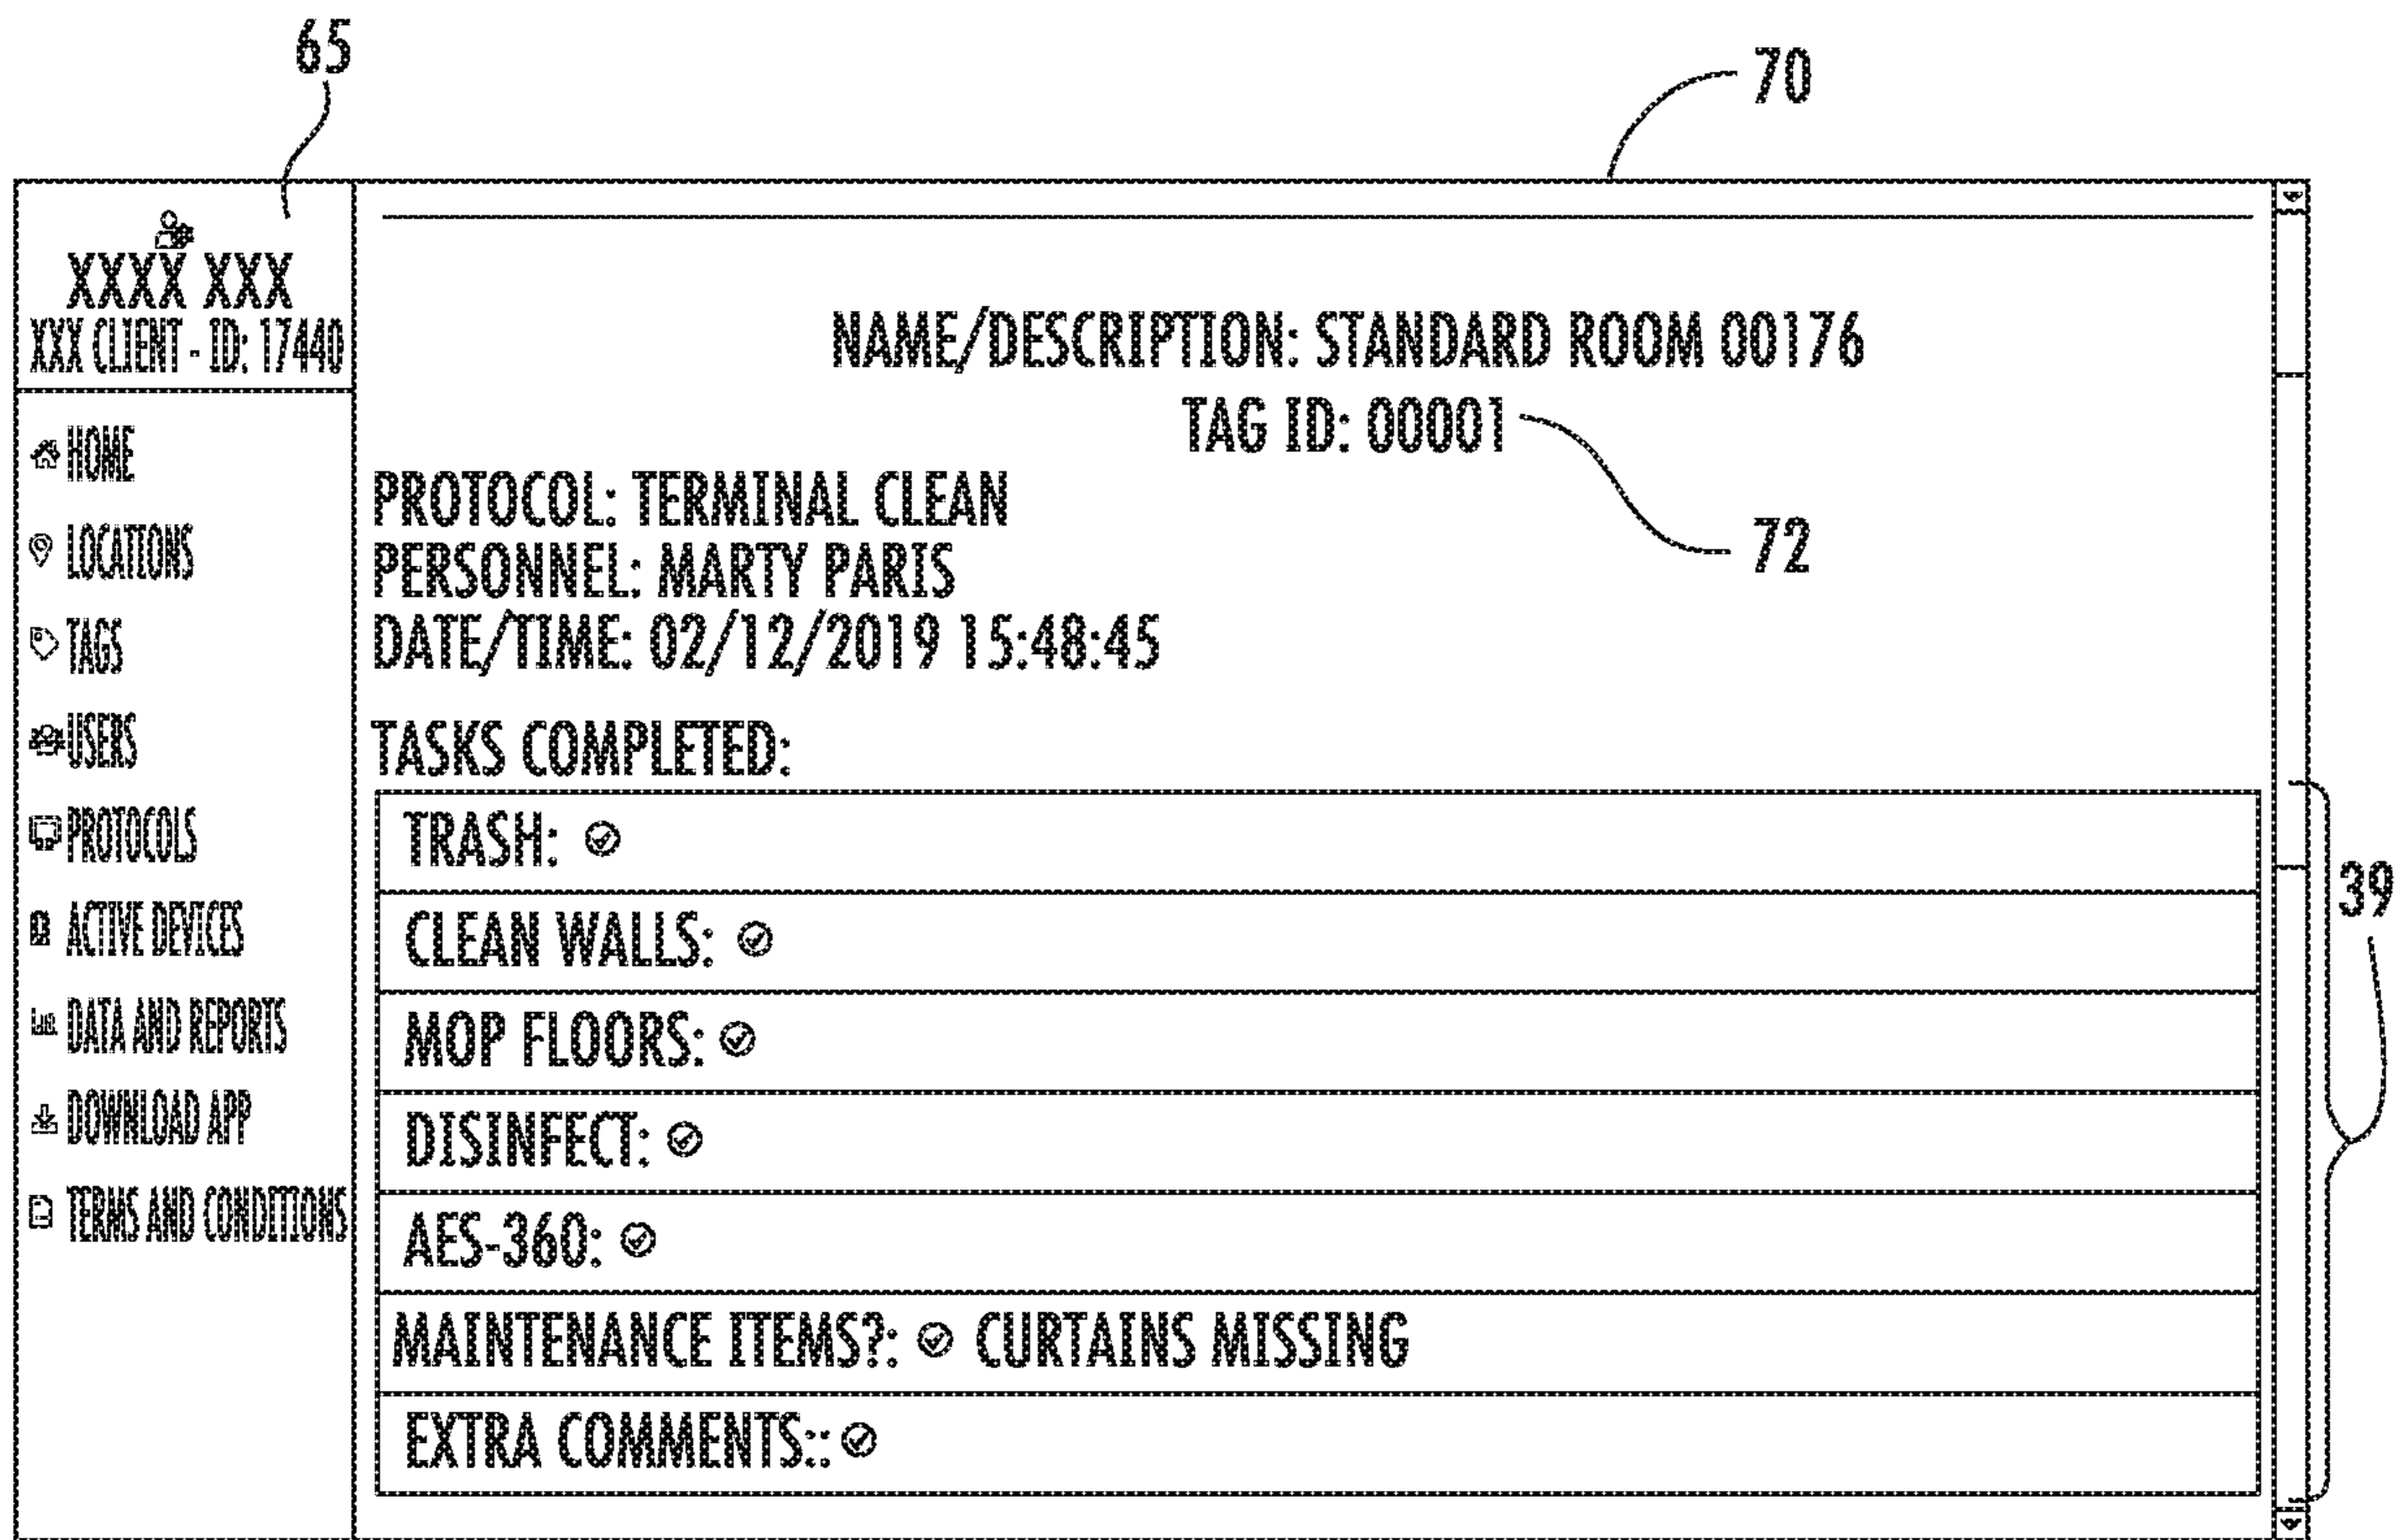 65
70
XXXX XXX
XXX CLIENT - ID: 17440
HOME
LOCATIONS
TAGS
USERS
PROTOCOLS
ACTIVE DEVICES
DATA AND REPORTS
DOWNLOAD APP
TERMS AND CONDITIONS
NAME/DESCRIPTION: STANDARD ROOM 00176
TAG ID: 00001
72
PROTOCOL: TERMINAL CLEAN
PERSONNEL: MARTY PARIS
DATE/TIME: 02/12/2019 15:48:45
TASKS COMPLETED:
TRASH:
CLEAN WALLS:
MOP FLOORS:
DISINFECT:
AES-360:
MAINTENANCE ITEMS?: CURTAINS MISSING
EXTRA COMMENTS::
39